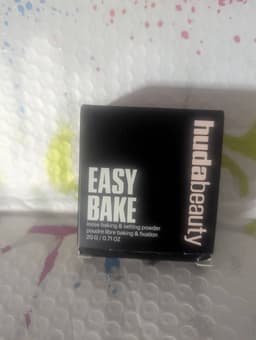 EASY
BAKE
loose baking & setting powder
poudre libre baking & fixation
20 G / 0.71 OZ
hudabeauty